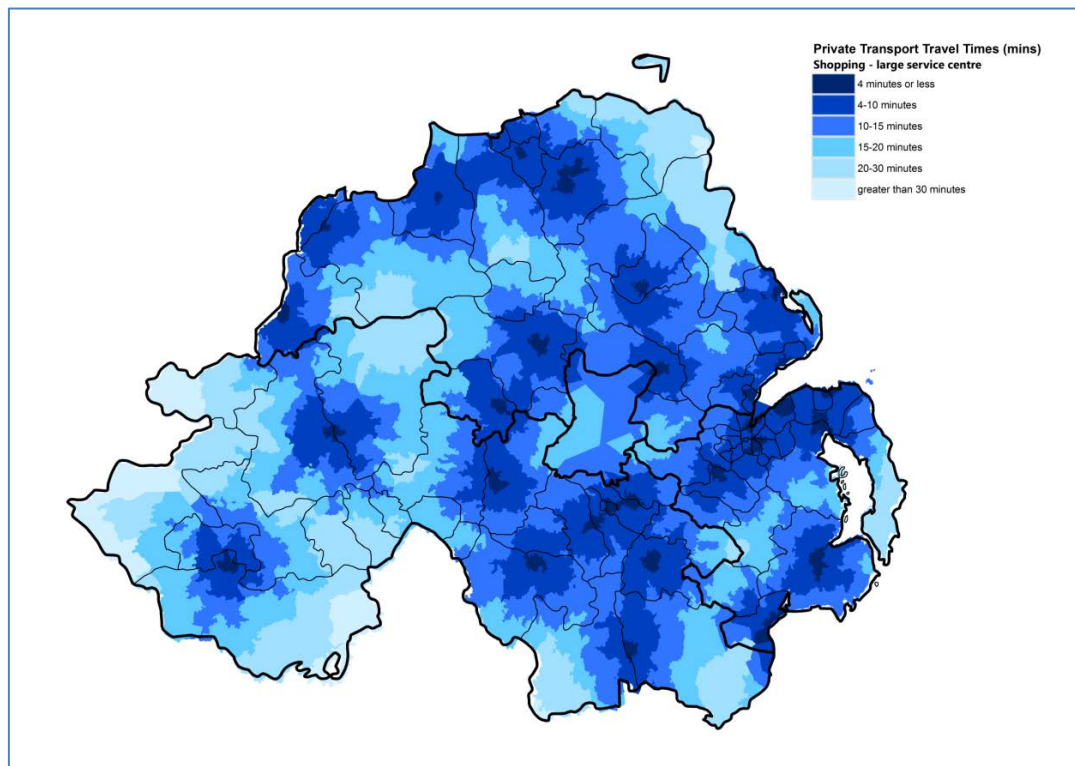 Private Transport Travel Times (mins)
Shopping - large service centre
4 minutes or less
4-10 minutes
10-15 minutes
15-20 minutes
20-30 minutes
greater than 30 minutes